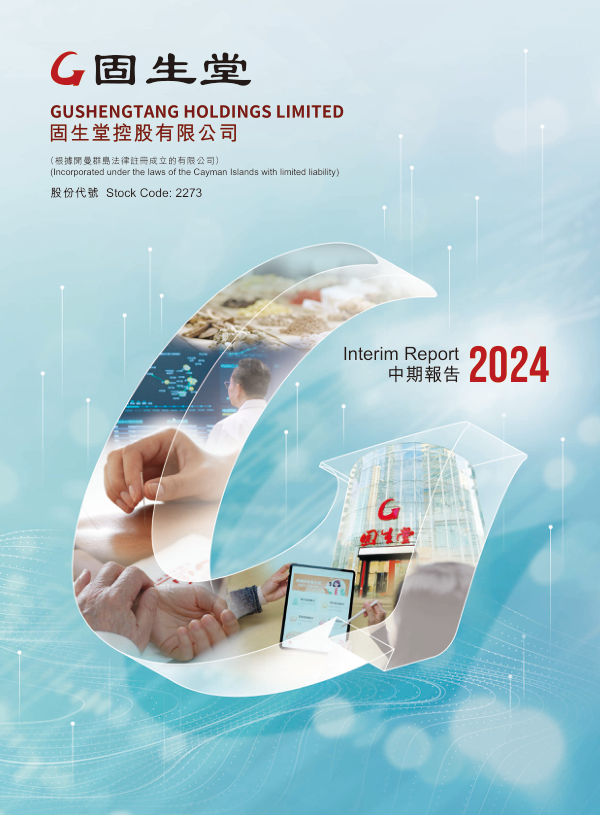 固生堂
GUSHENGTANG HOLDINGS LIMITED
固生堂控股有限公司
（根據開曼群島法律註冊成立的有限公司）
(Incorporated under the laws of the Cayman Islands with limited liability)
股份代號 Stock Code: 2273
Interim Report 2024
中期報告
固生堂